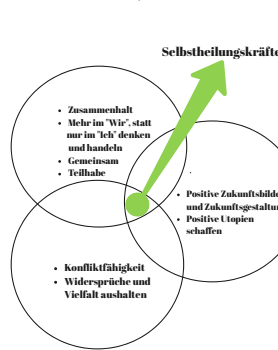 Selbstheilungskräfte
• Zusammenhalt
• Mehr im "Wir", statt
nur im "Ich" denken
und handeln
• Gemeinsam
• Teilhabe
• Positive Zukunftsbilde
und Zukunftsgestaltun
• Positive Utopien
schaffen
• Konfliktfähigkeit
• Widersprüche und
Vielfalt aushalten